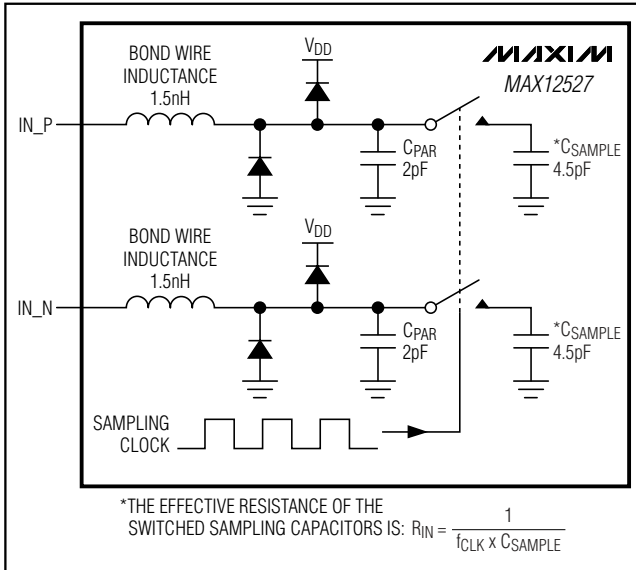 BOND WIRE
INDUCTANCE
1.5nH
VDD
MAXIM
MAX12527
IN_P
CPAR
2pF
*CSAMPLE
4.5pF
BOND WIRE
INDUCTANCE
1.5nH
VDD
IN_N
CPAR
2pF
*CSAMPLE
4.5pF
SAMPLING
CLOCK
*THE EFFECTIVE RESISTANCE OF THE
SWITCHED SAMPLING CAPACITORS IS: RIN = 1
fCLK x CSAMPLE